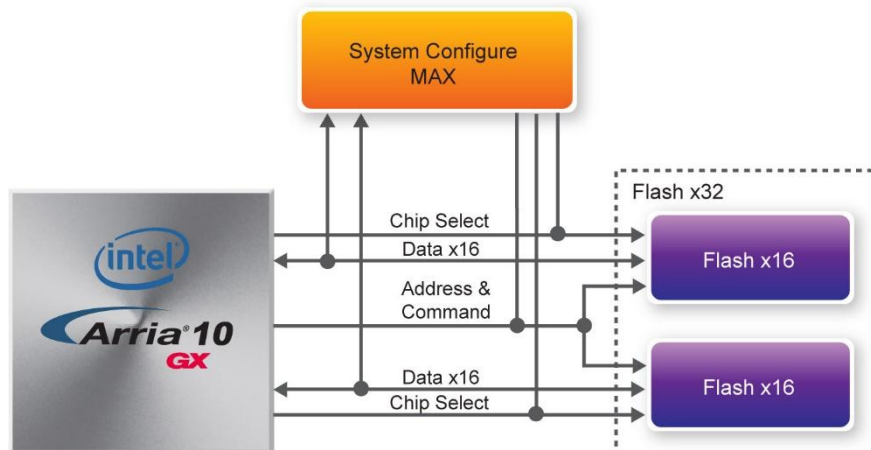 System Configure
MAX
Flash x32
Chip Select
Data x16
Flash x16
Address &
Command
intel
Arria® 10
GX
Data x16
Flash x16
Chip Select